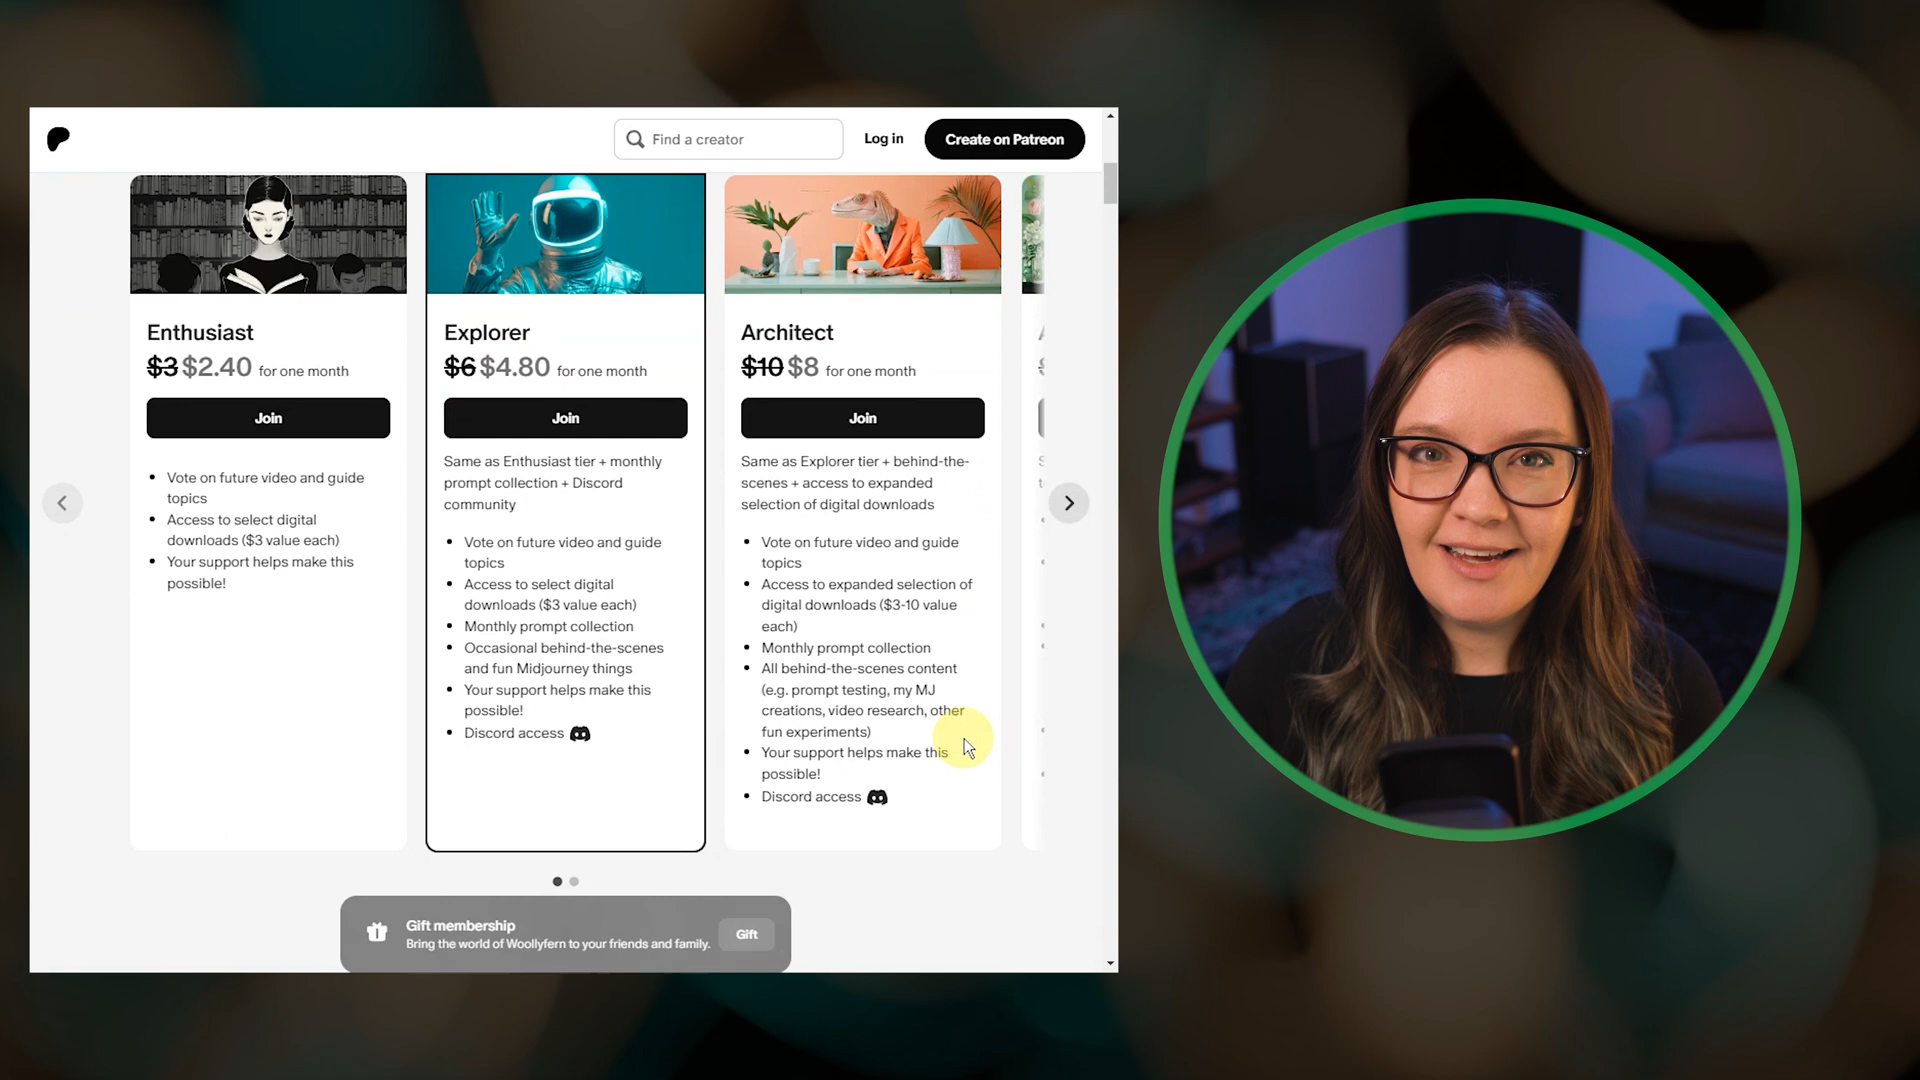 Find a creator
Log in
Create on Patreon
Enthusiast
$3 $2.40 for one month
Join
Vote on future video and guide
topics
Access to select digital
downloads ($3 value each)
Your support helps make this
possible!
Explorer
$6 $4.80 for one month
Join
Same as Enthusiast tier + monthly
prompt collection + Discord
community
Vote on future video and guide
topics
Access to select digital
downloads ($3 value each)
Monthly prompt collection
Occasional behind-the-scenes
and fun Midjourney things
Your support helps make this
possible!
Discord access
Architect
$10 $8 for one month
Join
Same as Explorer tier + behind-the-
scenes + access to expanded
selection of digital downloads
Vote on future video and guide
topics
Access to expanded selection of
digital downloads ($3-10 value
each)
Monthly prompt collection
All behind-the-scenes content
(e.g. prompt testing, my MJ
creations, video research, other
fun experiments)
Your support helps make this
possible!
Discord access
Gift membership
Bring the world of Woollyfern to your friends and family.
Gift